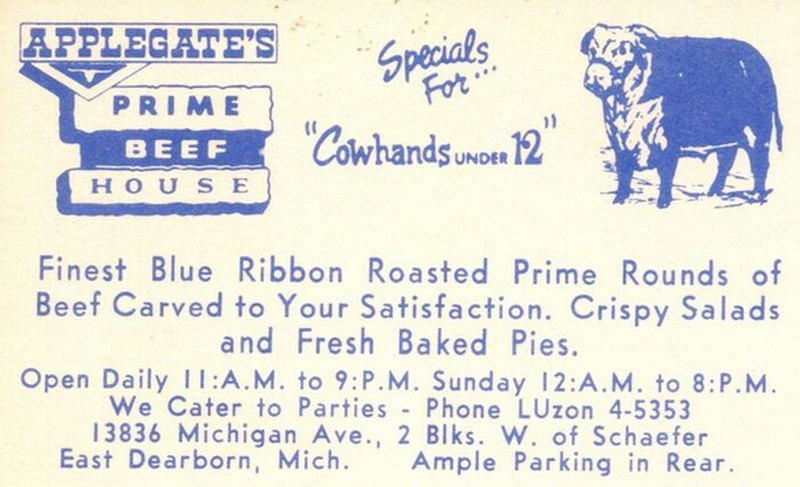 APPLEGATE'S
PRIME
BEEF
HOUSE
Specials
For...
"Cowhands UNDER 12"
Finest Blue Ribbon Roasted Prime Rounds of
Beef Carved to Your Satisfaction. Crispy Salads
and Fresh Baked Pies.
Open Daily 11:A.M. to 9:P.M. Sunday 12:A.M. to 8:P.M.
We Cater to Parties - Phone LUzon 4-5353
13836 Michigan Ave., 2 Blks. W. of Schaefer
East Dearborn, Mich. Ample Parking in Rear.